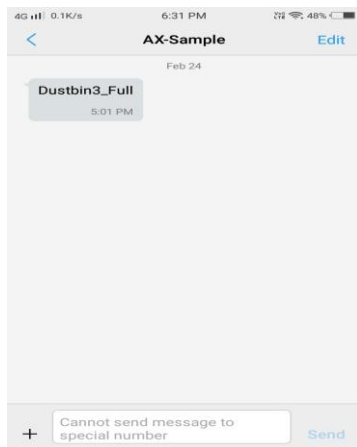 4G 0.1K/s 6:31 PM 48%
AX-Sample Edit
Feb 24
Dustbin3_Full
5:01 PM
Cannot send message to
special number
+ Send